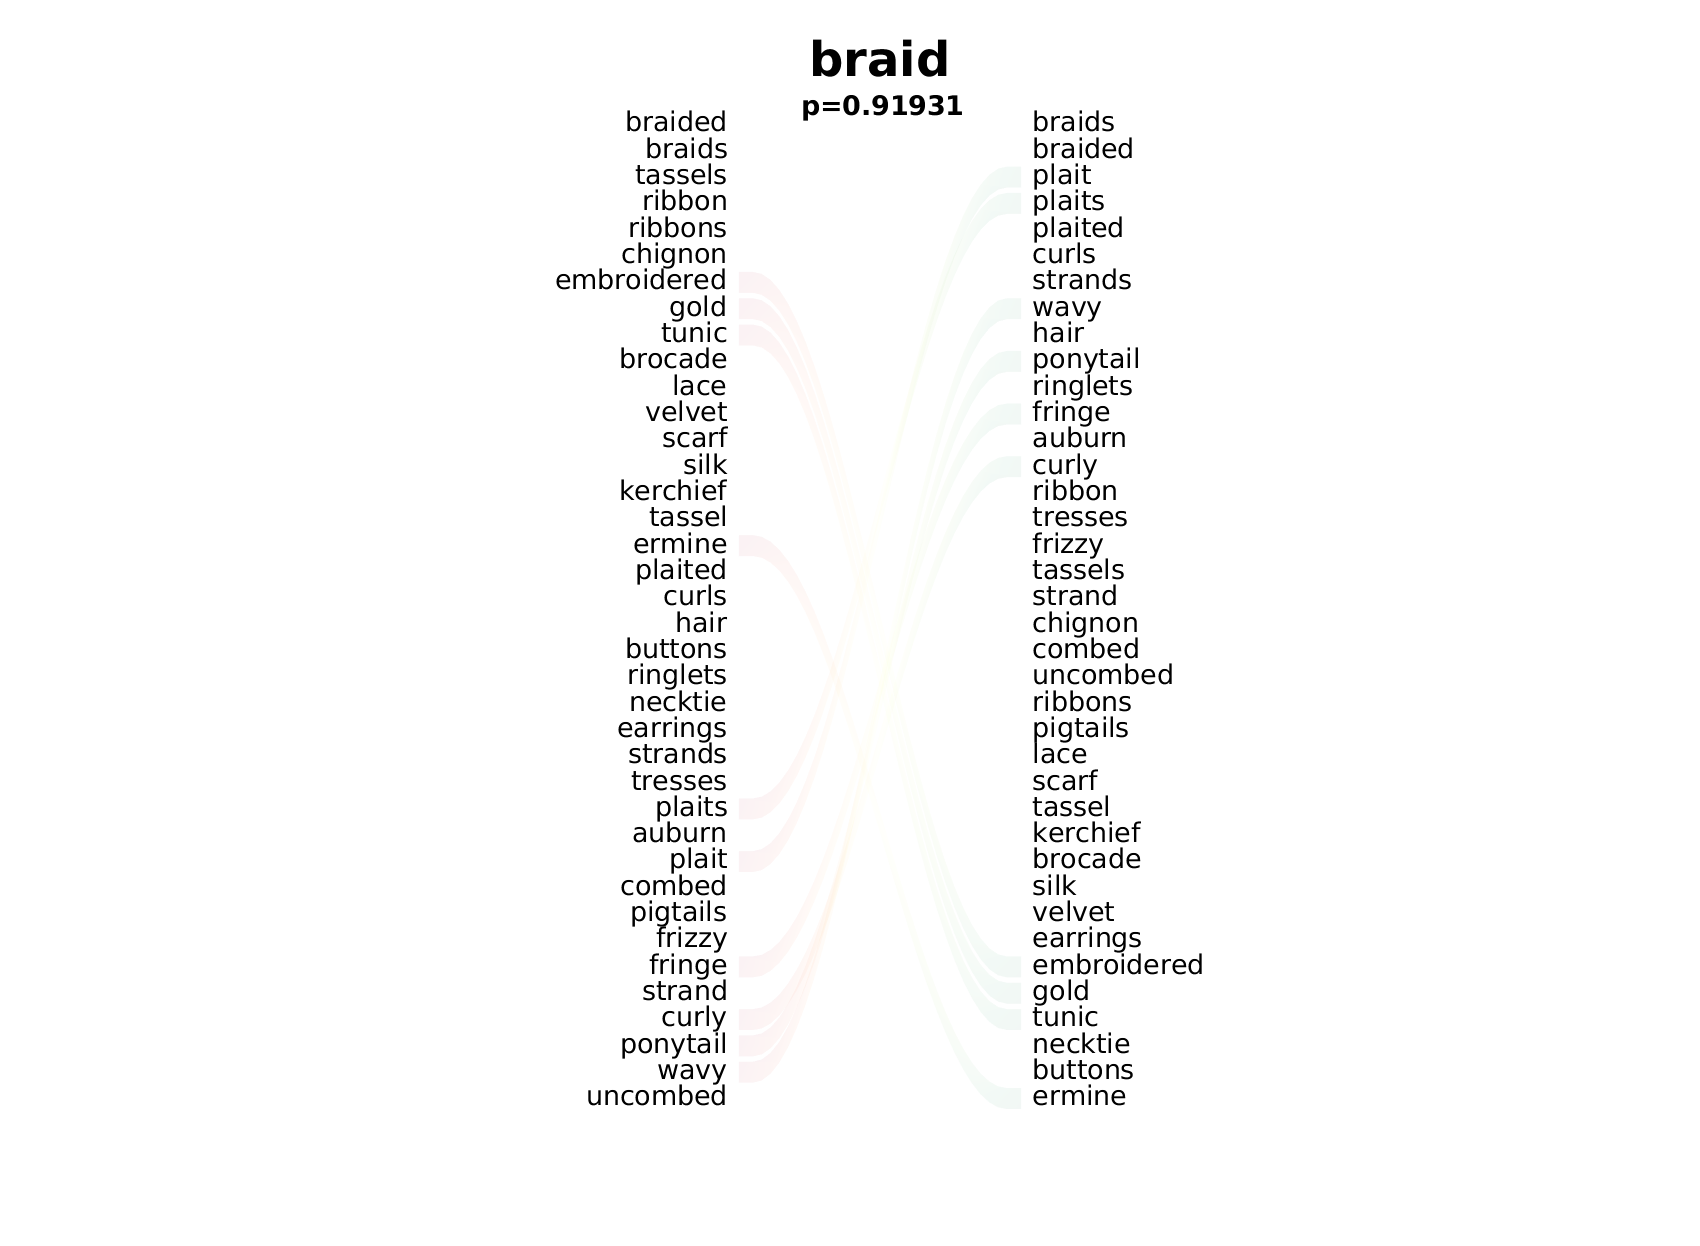 braid
p=0.91931
braided
braids
tassels
ribbon
ribbons
chignon
embroidered
gold
tunic
brocade
lace
velvet
scarf
silk
kerchief
tassel
ermine
plaited
curls
hair
buttons
ringlets
necktie
earrings
strands
tresses
plaits
auburn
plait
combed
pigtails
frizzy
fringe
strand
curly
ponytail
wavy
uncombed
braids
braided
plait
plaits
plaited
curls
strands
wavy
hair
ponytail
ringlets
fringe
auburn
curly
ribbon
tresses
frizzy
tassels
strand
chignon
combed
uncombed
ribbons
pigtails
lace
scarf
tassel
kerchief
brocade
silk
velvet
earrings
embroidered
gold
tunic
necktie
buttons
ermine